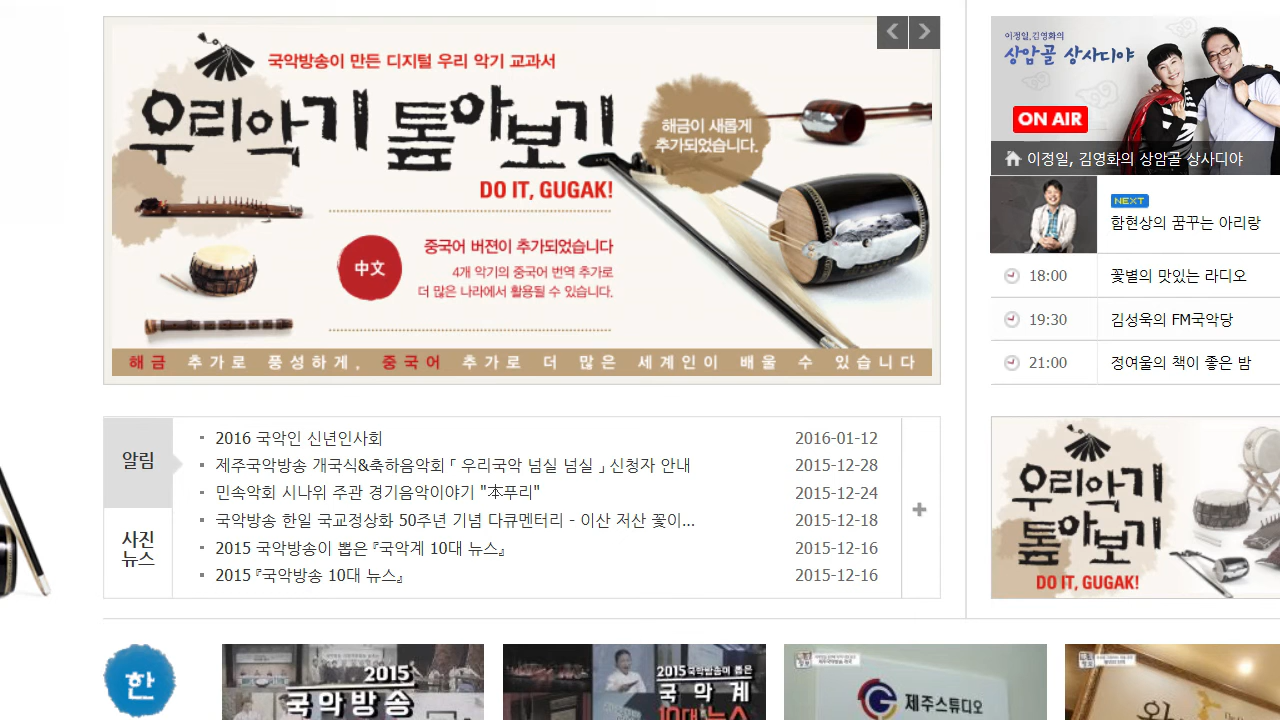 국악방송이 만든 디지털 우리 악기 교과서
우리악기 톺아보기
DO IT, GUGAK!
해금이 새롭게
추가되었습니다.
中文
중국어 버젼이 추가되었습니다
4개 악기의 중국어 번역 추가로
더 많은 나라에서 활용될 수 있습니다.
해금 추가로 풍성하게, 중국어 추가로 더 많은 세계인이 배울 수 있습니다
이정일,김영화의
상암골 상사디야
ON AIR
이정일, 김영화의 상암골 상사디야
NEXT
함현상의 꿈꾸는 아리랑
18:00 꽃별의 맛있는 라디오
19:30 김성욱의 FM국악당
21:00 정여울의 책이 좋은 밤
알림
사진
뉴스
2016 국악인 신년인사회 2016-01-12
제주국악방송 개국식&축하음악회 「 우리국악 넘실 넘실 」 신청자 안내 2015-12-28
민속악회 시나위 주관 경기음악이야기 "本푸리" 2015-12-24
국악방송 한일 국교정상화 50주년 기념 다큐멘터리 - 이산 저산 꽃이... 2015-12-18
2015 국악방송이 뽑은 『국악계 10대 뉴스』 2015-12-16
2015 『국악방송 10대 뉴스』 2015-12-16
우리악기
톺아보기
DO IT, GUGAK!
한
2015
국악방송
2015 국악방송이 뽑은
국악계
10대 뉴스
제주스튜디오